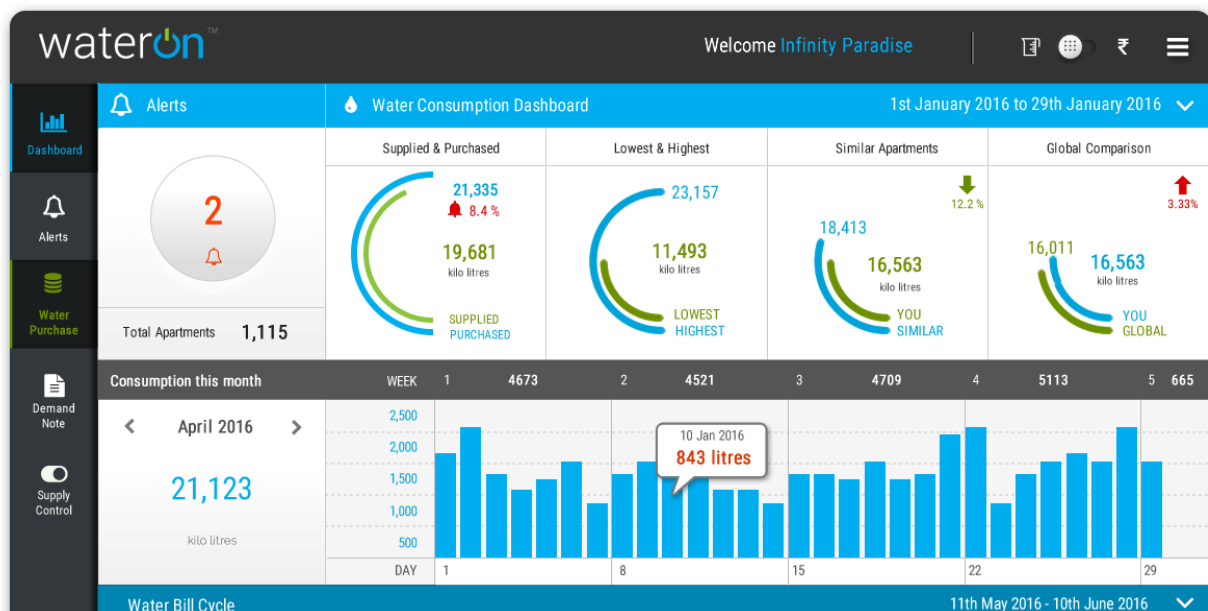 wateron™
Welcome Infinity Paradise
₹
Dashboard
Alerts
Water
Purchase
Demand
Note
Supply
Control
Alerts
2
Total Apartments 1,115
Water Consumption Dashboard
1st January 2016 to 29th January 2016
Supplied & Purchased
21,335
8.4 %
19,681
kilo litres
SUPPLIED
PURCHASED
Lowest & Highest
23,157
11,493
kilo litres
LOWEST
HIGHEST
Similar Apartments
12.2 %
18,413
16,563
kilo litres
YOU
SIMILAR
Global Comparison
3.33%
16,011
16,563
kilo litres
YOU
GLOBAL
Consumption this month
WEEK 1 4673 2 4521 3 4709 4 5113 5 665
April 2016
21,123
kilo litres
2,500
2,000
1,500
1,000
500
10 Jan 2016
843 litres
DAY 1 8 15 22 29
Water Bill Cycle
11th May 2016 - 10th June 2016